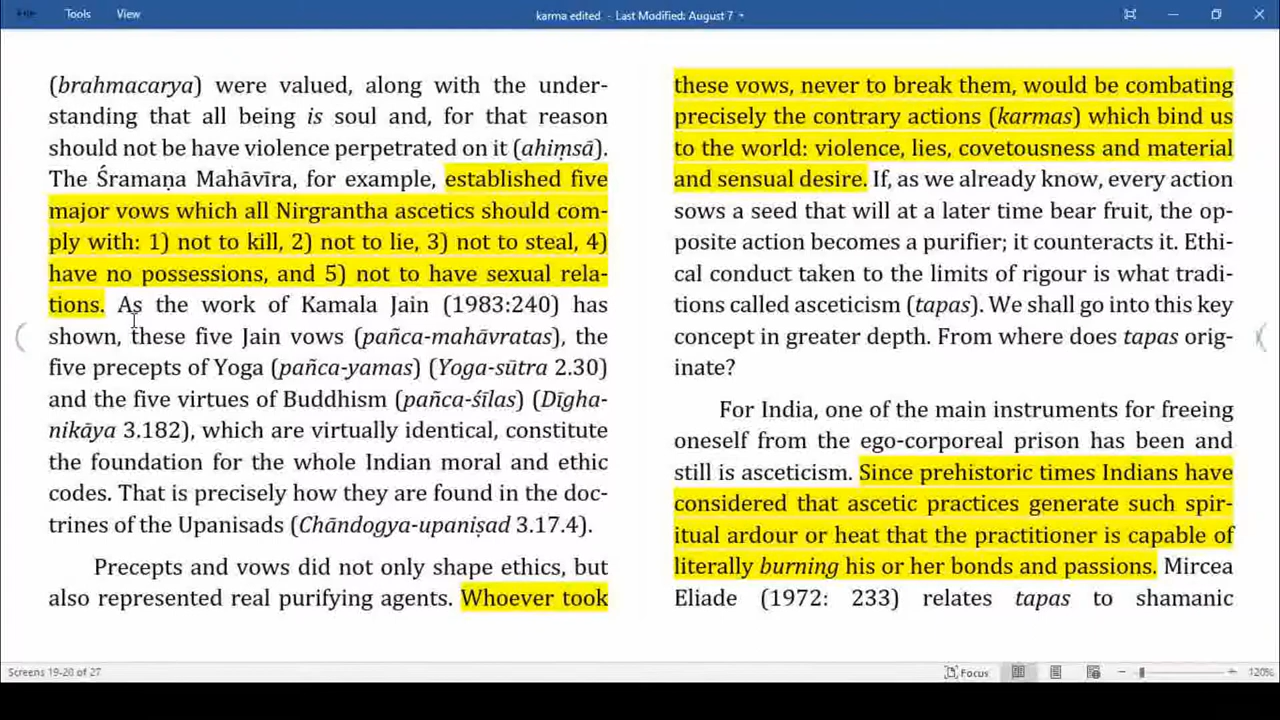 File Tools View karma edited - Last Modified: August 7
(brahmacarya) were valued, along with the under-
standing that all being is soul and, for that reason
should not be have violence perpetrated on it (ahiṃsā).
The Śramaṇa Mahāvīra, for example, established five
major vows which all Nirgrantha ascetics should com-
ply with: 1) not to kill, 2) not to lie, 3) not to steal, 4)
have no possessions, and 5) not to have sexual rela-
tions. As the work of Kamala Jain (1983:240) has
shown, these five Jain vows (pañca-mahāvratas), the
five precepts of Yoga (pañca-yamas) (Yoga-sūtra 2.30)
and the five virtues of Buddhism (pañca-śīlas) (Dīgha-
nikāya 3.182), which are virtually identical, constitute
the foundation for the whole Indian moral and ethic
codes. That is precisely how they are found in the doc-
trines of the Upanisads (Chāndogya-upaniṣad 3.17.4).
Precepts and vows did not only shape ethics, but
also represented real purifying agents. Whoever took
these vows, never to break them, would be combating
precisely the contrary actions (karmas) which bind us
to the world: violence, lies, covetousness and material
and sensual desire. If, as we already know, every action
sows a seed that will at a later time bear fruit, the op-
posite action becomes a purifier; it counteracts it. Ethi-
cal conduct taken to the limits of rigour is what tradi-
tions called asceticism (tapas). We shall go into this key
concept in greater depth. From where does tapas orig-
inate?
For India, one of the main instruments for freeing
oneself from the ego-corporeal prison has been and
still is asceticism. Since prehistoric times Indians have
considered that ascetic practices generate such spir-
itual ardour or heat that the practitioner is capable of
literally burning his or her bonds and passions. Mircea
Eliade (1972: 233) relates tapas to shamanic
Screens 19-20 of 27 Focus 120%